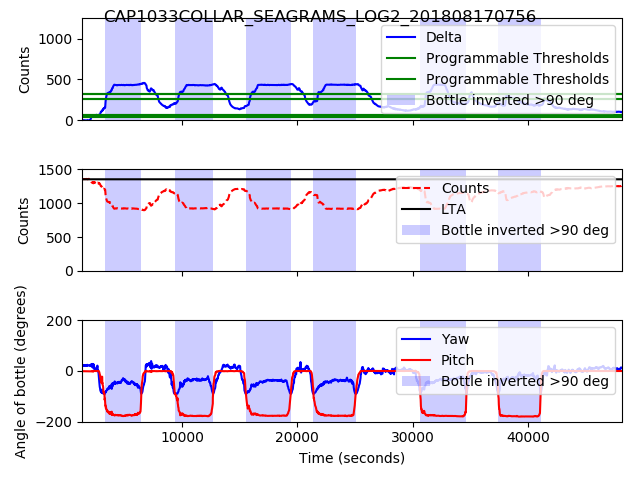 CAP1033COLLAR_SEAGRAMS_LOG2_201808170756
1000
500
0
Counts
Delta
Programmable Thresholds
Programmable Thresholds
Bottle inverted >90 deg
1500
1000
500
0
Counts
Counts
LTA
Bottle inverted >90 deg
200
0
−200
Angle of bottle (degrees)
Yaw
Pitch
Bottle inverted >90 deg
10000 20000 30000 40000
Time (seconds)